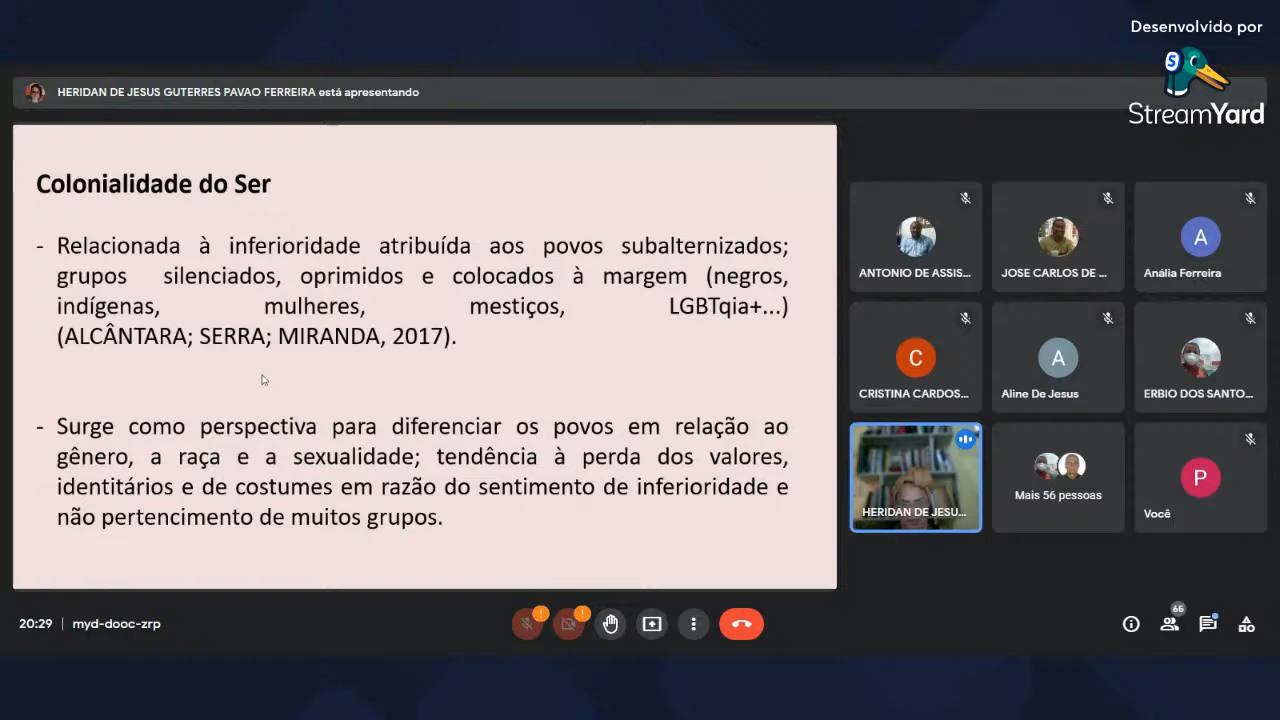 Desenvolvido por
S
StreamYard
HERIDAN DE JESUS GUTERRES PAVAO FERREIRA está apresentando
Colonialidade do Ser
- Relacionada à inferioridade atribuída aos povos subalternizados;
grupos silenciados, oprimidos e colocados à margem (negros,
indígenas, mulheres, mestiços, LGBTqia+...)
(ALCÂNTARA; SERRA; MIRANDA, 2017).
- Surge como perspectiva para diferenciar os povos em relação ao
gênero, a raça e a sexualidade; tendência à perda dos valores,
identitários e de costumes em razão do sentimento de inferioridade e
não pertencimento de muitos grupos.
ANTONIO DE ASSIS...
JOSE CARLOS DE ...
A
Anália Ferreira
C
CRISTINA CARDOS...
A
Aline De Jesus
ERBIO DOS SANTO...
HERIDAN DE JESU...
Mais 56 pessoas
P
Você
20:29 | myd-dooc-zrp
! !
66